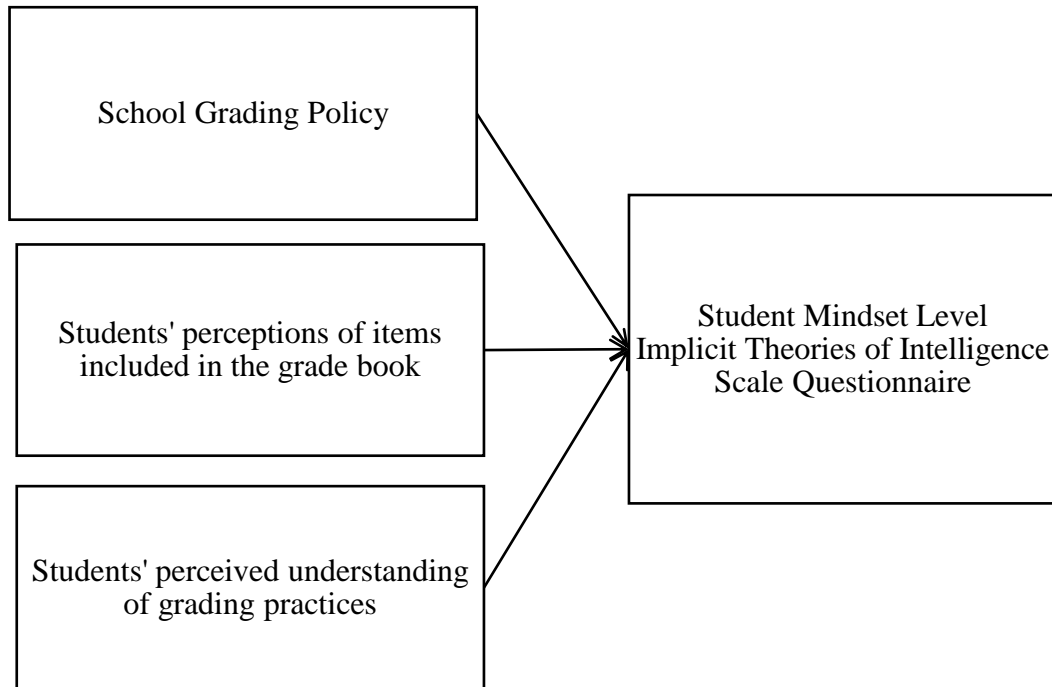 School Grading Policy
Students' perceptions of items
included in the grade book
Students' perceived understanding
of grading practices
Student Mindset Level
Implicit Theories of Intelligence
Scale Questionnaire